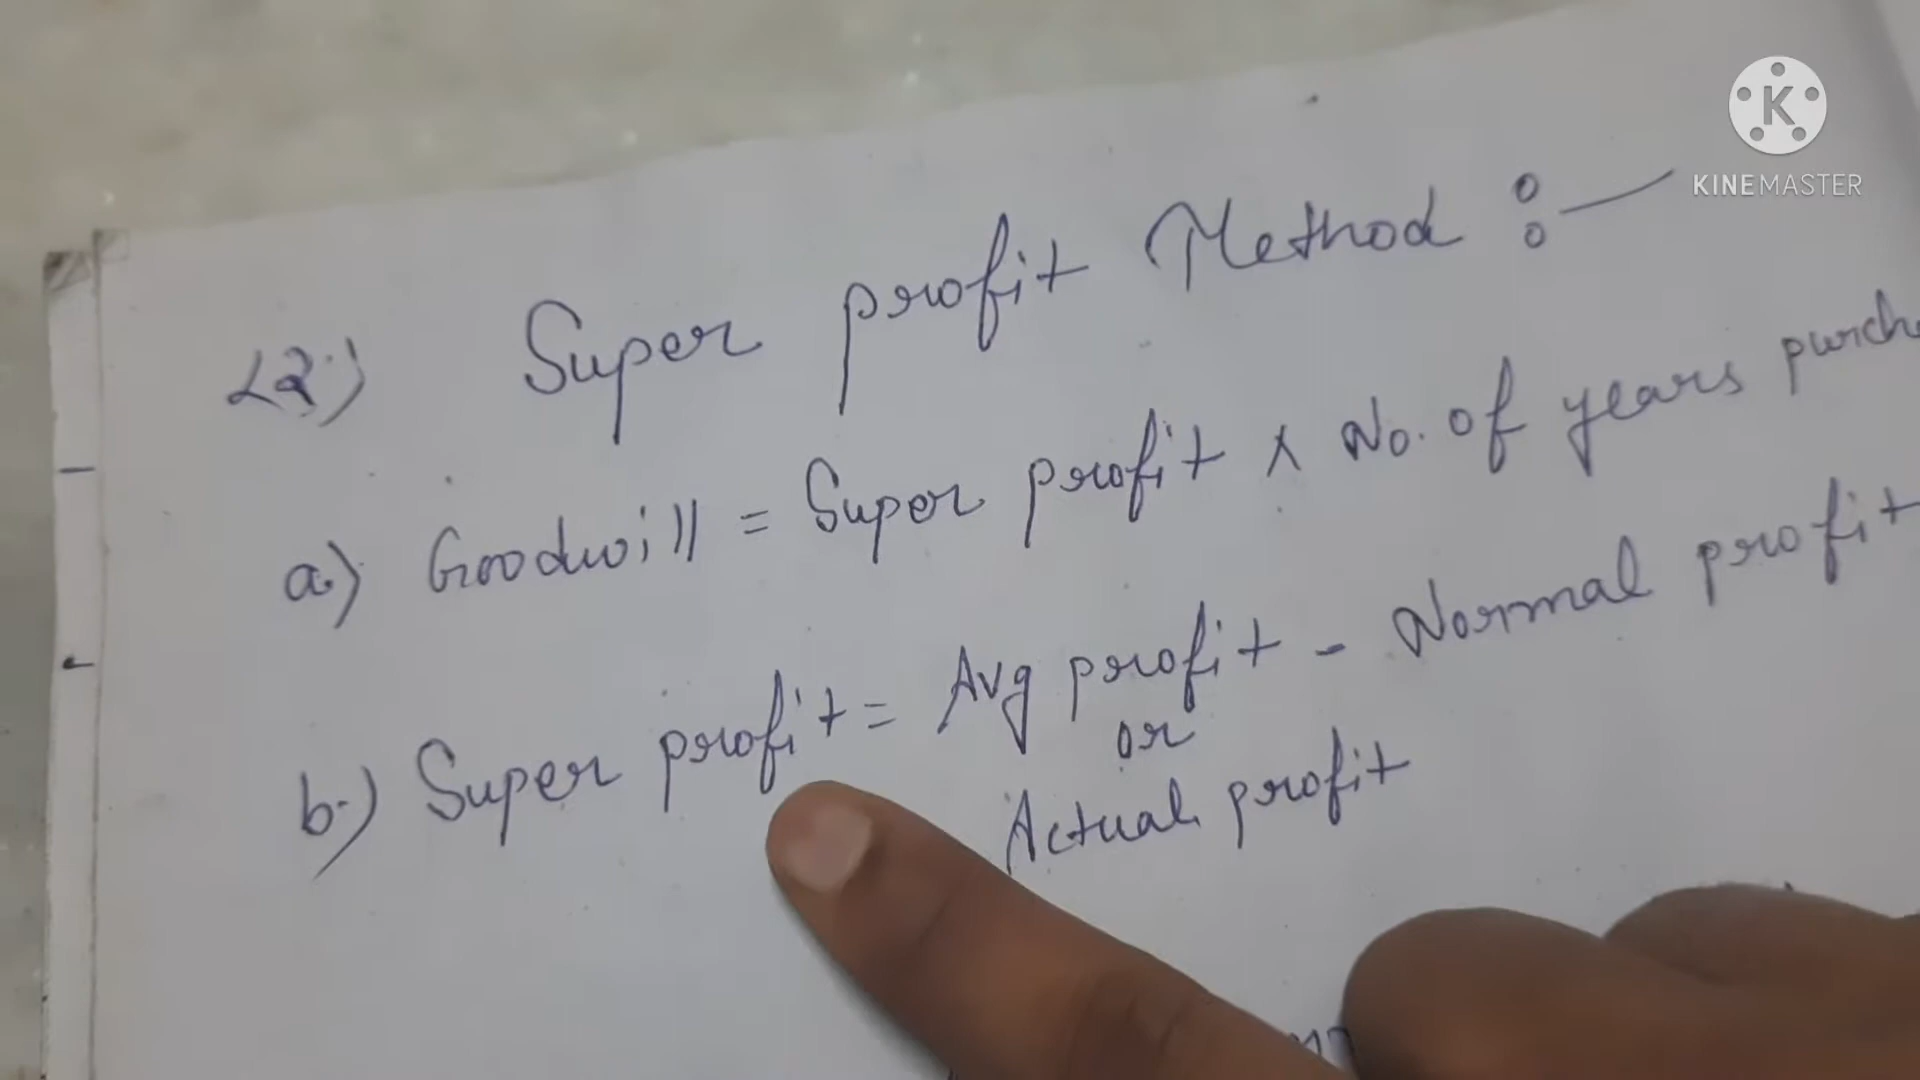 K
KINEMASTER
<2.) Super profit Method :-
a.) Goodwill = Super profit x No. of years purch
b.) Super profit = Avg profit - Normal profit
or
Actual profit